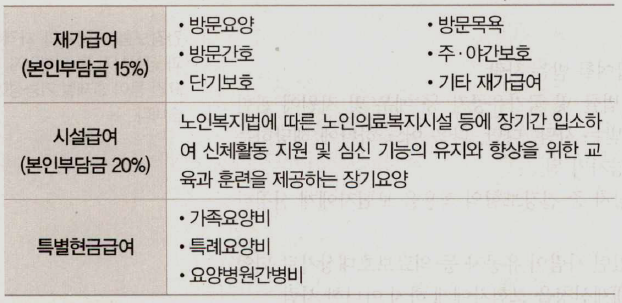 재가급여
(본인부담금 15%)
• 방문요양
• 방문목욕
• 방문간호
• 주·야간보호
• 단기보호
• 기타 재가급여
시설급여
(본인부담금 20%)
노인복지법에 따른 노인의료복지시설 등에 장기간 입소하
여 신체활동 지원 및 심신 기능의 유지와 향상을 위한 교
육과 훈련을 제공하는 장기요양
특별현금급여
• 가족요양비
• 특례요양비
• 요양병원간병비